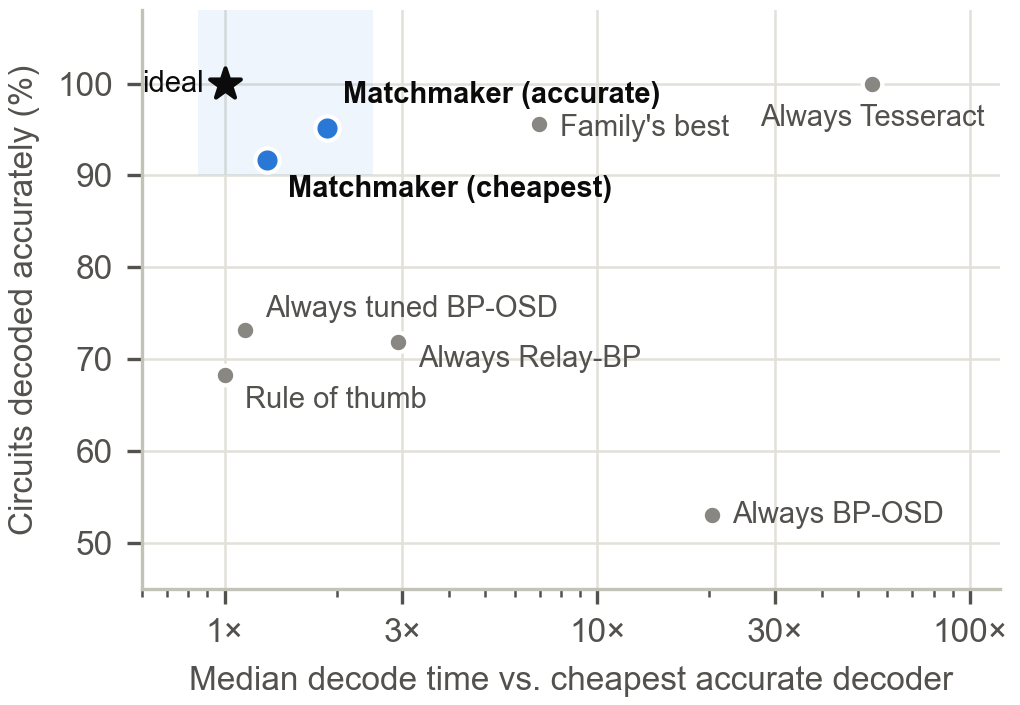 Circuits decoded accurately (%)
100
90
80
70
60
50
ideal
Matchmaker (accurate)
Family's best
Always Tesseract
Matchmaker (cheapest)
Always tuned BP-OSD
Always Relay-BP
Rule of thumb
Always BP-OSD
1×
3×
10×
30×
100×
Median decode time vs. cheapest accurate decoder